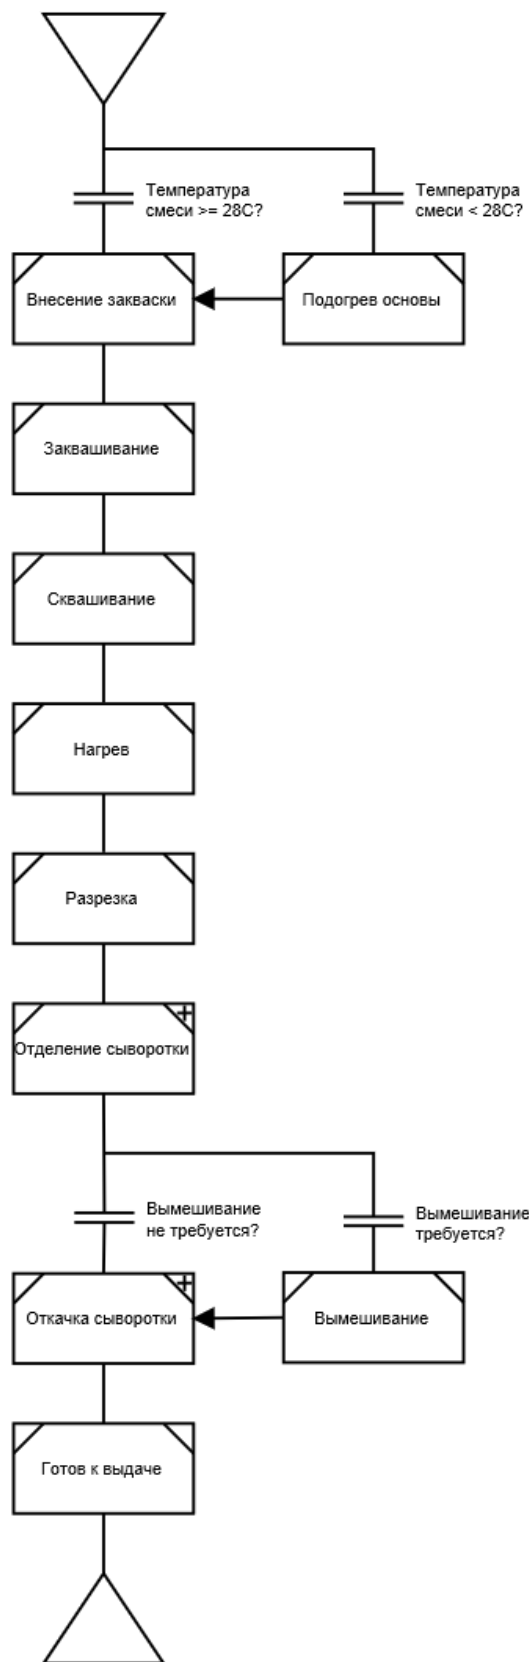 Температура
смеси >= 28С?
Температура
смеси < 28С?
Внесение закваски
Подогрев основы
Заквашивание
Сквашивание
Нагрев
Разрезка
Отделение сыворотки
Вымешивание
не требуется?
Вымешивание
требуется?
Откачка сыворотки
Вымешивание
Готов к выдаче